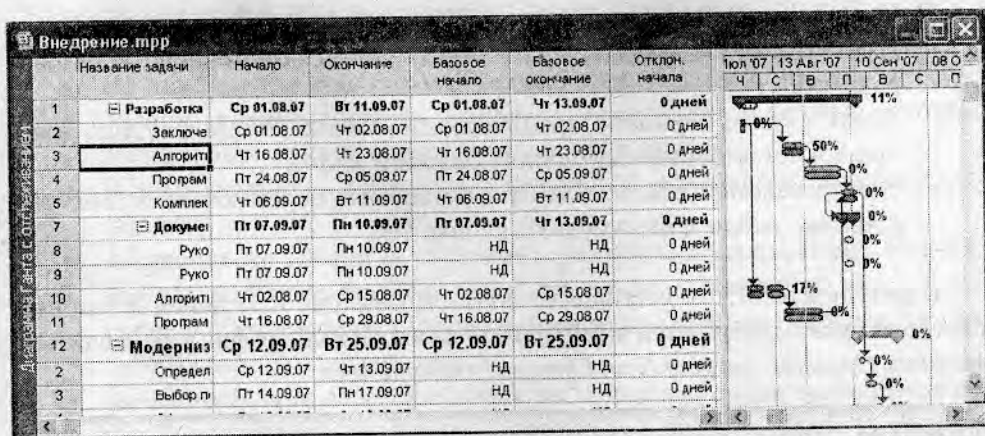 Внедрение.mpp
Название задачи Начало Окончание Базовое начало Базовое окончание Отклон. начала
юл '07 13 Авг '07 10 Сен '07 08 О
Ч С В П В С П
1 Разработка Ср 01.08.07 Вт 11.09.07 Ср 01.08.07 Чт 13.09.07 0 дней 11%
2 Заключе Ср 01.08.07 Чт 02.08.07 Ср 01.08.07 Чт 02.08.07 0 дней 0%
3 Алгорит Чт 16.08.07 Чт 23.08.07 Чт 16.08.07 Чт 23.08.07 0 дней 50%
4 Програм Пт 24.08.07 Ср 05.09.07 Пт 24.08.07 Ср 05.09.07 0 дней 0%
5 Комплек Чт 06.09.07 Вт 11.09.07 Чт 06.09.07 Вт 11.09.07 0 дней 0%
7 Докумен Пт 07.09.07 Пн 10.09.07 Пт 07.09.07 Чт 13.09.07 0 дней 0%
8 Руко Пт 07.09.07 Пн 10.09.07 НД НД 0 дней 0%
9 Руко Пт 07.09.07 Пн 10.09.07 НД НД 0 дней 0%
10 Алгорит Чт 02.08.07 Ср 15.08.07 Чт 02.08.07 Ср 15.08.07 0 дней 17%
11 Програм Чт 16.08.07 Ср 29.08.07 Чт 16.08.07 Ср 29.08.07 0 дней 0%
12 Модерниз Ср 12.09.07 Вт 25.09.07 Ср 12.09.07 Вт 25.09.07 0 дней 0%
2 Определ Ср 12.09.07 Чт 13.09.07 НД НД 0 дней 0%
3 Выбор п Пт 14.09.07 Пн 17.09.07 НД НД 0 дней 0%
Диаграмма Ганта с отслеживанием